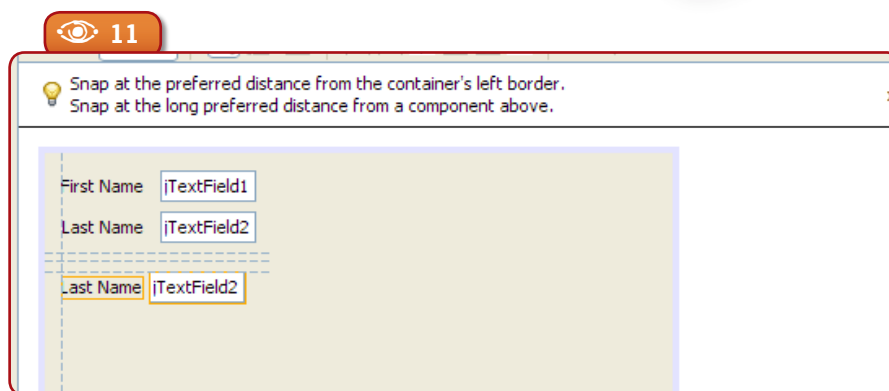 11
Snap at the preferred distance from the container's left border.
Snap at the long preferred distance from a component above.
First Name jTextField1
Last Name jTextField2
Last Name jTextField2